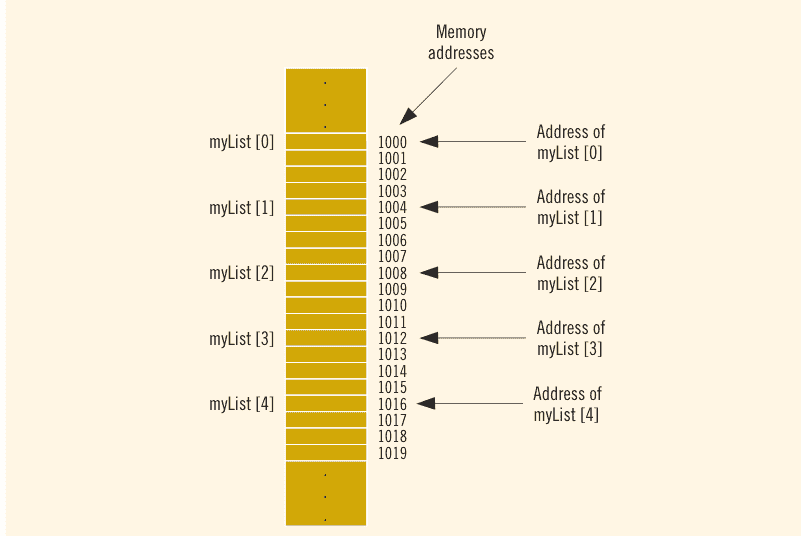 Memory
addresses
myList [0]
1000
Address of
myList [0]
1001
1002
1003
myList [1]
1004
Address of
myList [1]
1005
1006
1007
myList [2]
1008
Address of
myList [2]
1009
1010
1011
myList [3]
1012
Address of
myList [3]
1013
1014
1015
myList [4]
1016
Address of
myList [4]
1017
1018
1019